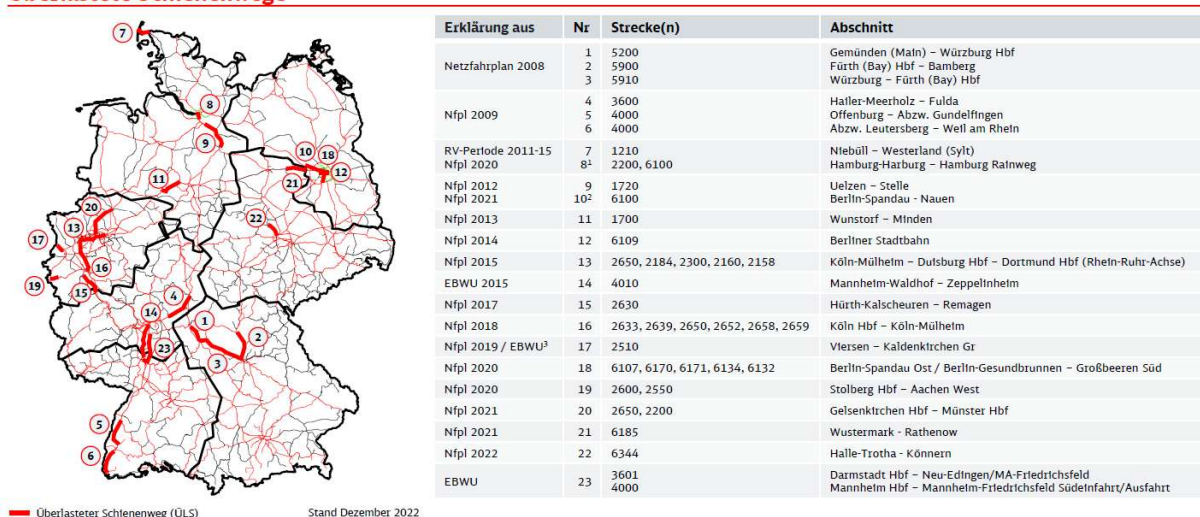 Erklärung aus Nr Strecke(n) Abschnitt
Netzfahrplan 2008
1 5200 Gemünden (Main) – Würzburg Hbf
2 5900 Fürth (Bay) Hbf – Bamberg
3 5910 Würzburg – Fürth (Bay) Hbf
Nfpl 2009
4 3600 Hailer-Meerholz – Fulda
5 4000 Offenburg – Abzw. Gundelfingen
6 4000 Abzw. Leutersberg – Weil am Rhein
RV-Periode 2011-15 7 1210 Niebüll – Westerland (Sylt)
Nfpl 2020 8¹ 2200, 6100 Hamburg-Harburg – Hamburg Rainweg
Nfpl 2012 9 1720 Uelzen – Stelle
Nfpl 2021 10² 6100 Berlin-Spandau - Nauen
Nfpl 2013 11 1700 Wunstorf – Minden
Nfpl 2014 12 6109 Berliner Stadtbahn
Nfpl 2015 13 2650, 2184, 2300, 2160, 2158 Köln-Mülheim – Duisburg Hbf – Dortmund Hbf (Rhein-Ruhr-Achse)
EBWU 2015 14 4010 Mannheim-Waldhof – Zeppelinheim
Nfpl 2017 15 2630 Hürth-Kalscheuren – Remagen
Nfpl 2018 16 2633, 2639, 2650, 2652, 2658, 2659 Köln Hbf – Köln-Mülheim
Nfpl 2019 / EBWU³ 17 2510 Viersen – Kaldenkirchen Gr
Nfpl 2020 18 6107, 6170, 6171, 6134, 6132 Berlin-Spandau Ost / Berlin-Gesundbrunnen – Großbeeren Süd
Nfpl 2020 19 2600, 2550 Stolberg Hbf – Aachen West
Nfpl 2021 20 2650, 2200 Gelsenkirchen Hbf – Münster Hbf
Nfpl 2021 21 6185 Wustermark - Rathenow
Nfpl 2022 22 6344 Halle-Trotha - Könnern
EBWU 23
3601 Darmstadt Hbf – Neu-Edingen/MA-Friedrichsfeld
4000 Mannheim Hbf – Mannheim-Friedrichsfeld Südeinfahrt/Ausfahrt
7
8
9
10
18
12
21
11
20
13
22
17
16
19
15
4
14
1
2
23
3
5
6
Überlasteter Schienenweg (ÜLS) Stand Dezember 2022